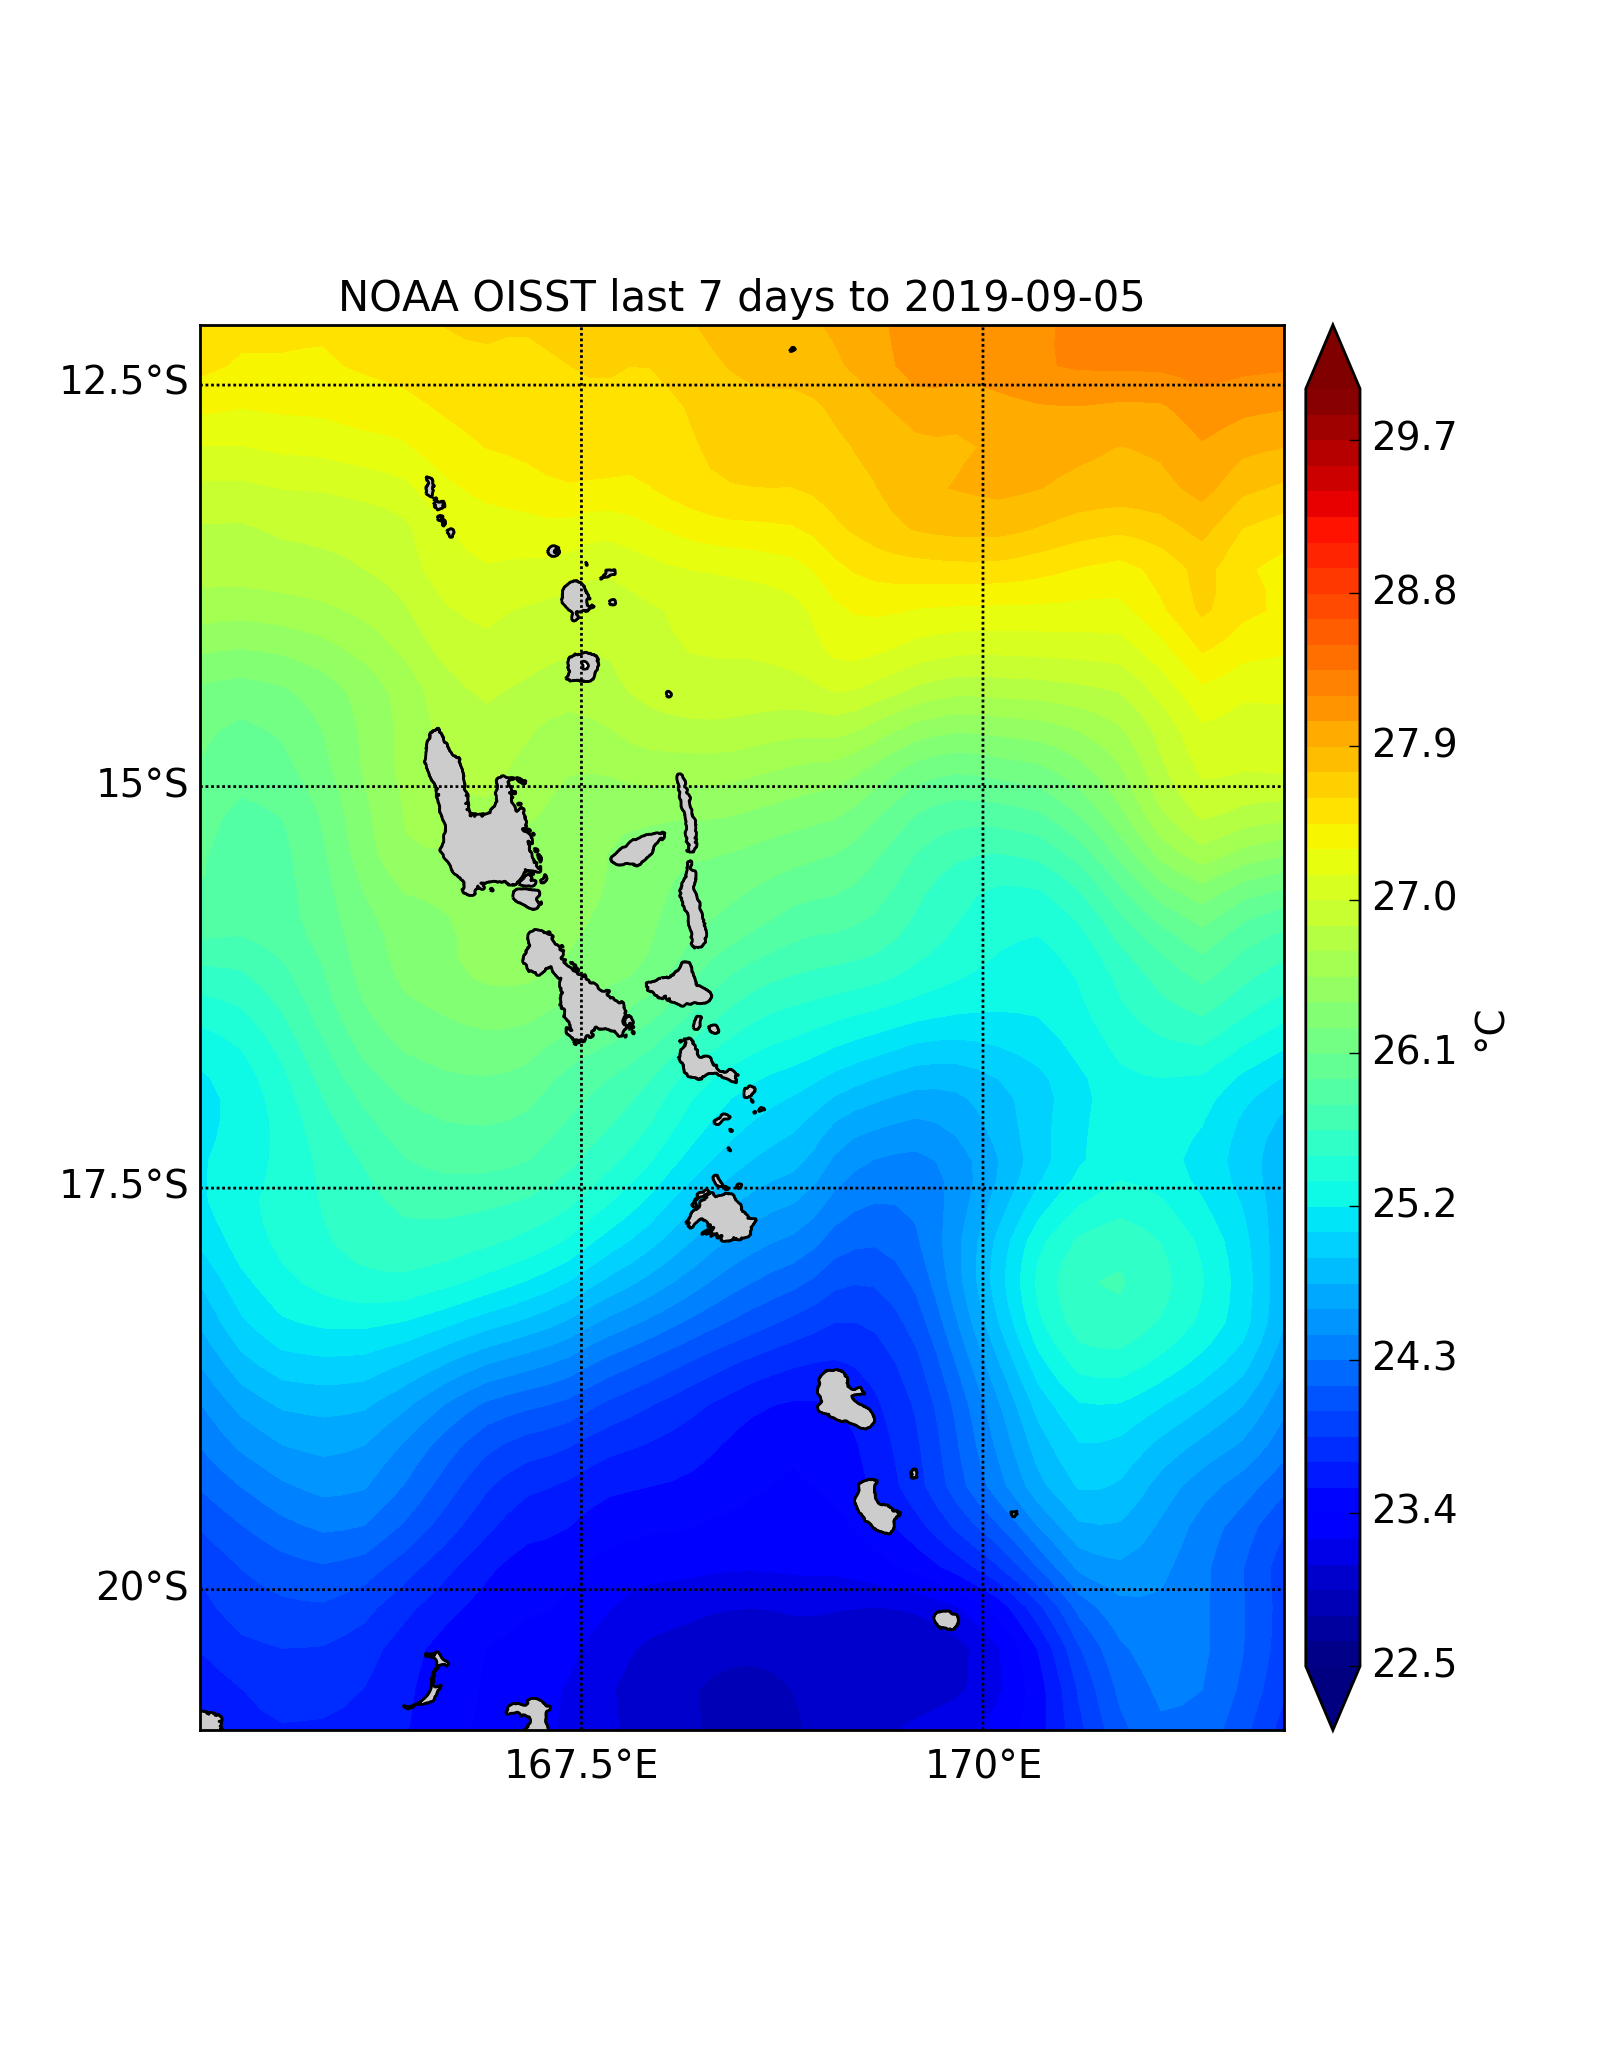 NOAA OISST last 7 days to 2019-09-05
12.5°S
15°S
17.5°S
20°S
167.5°E
170°E
29.7
28.8
27.9
27.0
26.1
25.2
24.3
23.4
22.5
°C